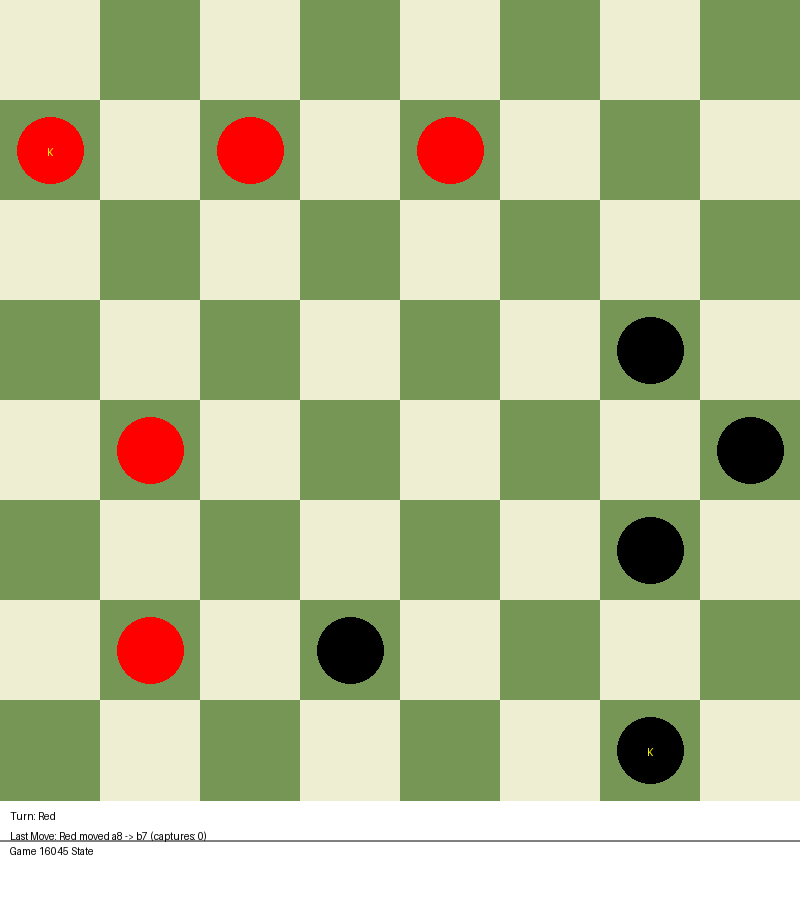 K
K
Turn: Red
Last Move: Red moved a8 -> b7 (captures: 0)
Game 16045 State